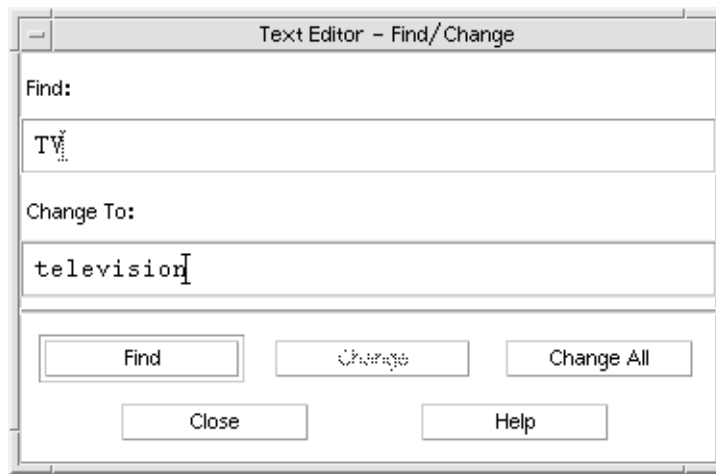 Text Editor – Find/Change
Find:
TV
Change To:
television
Find Change Change All
Close Help